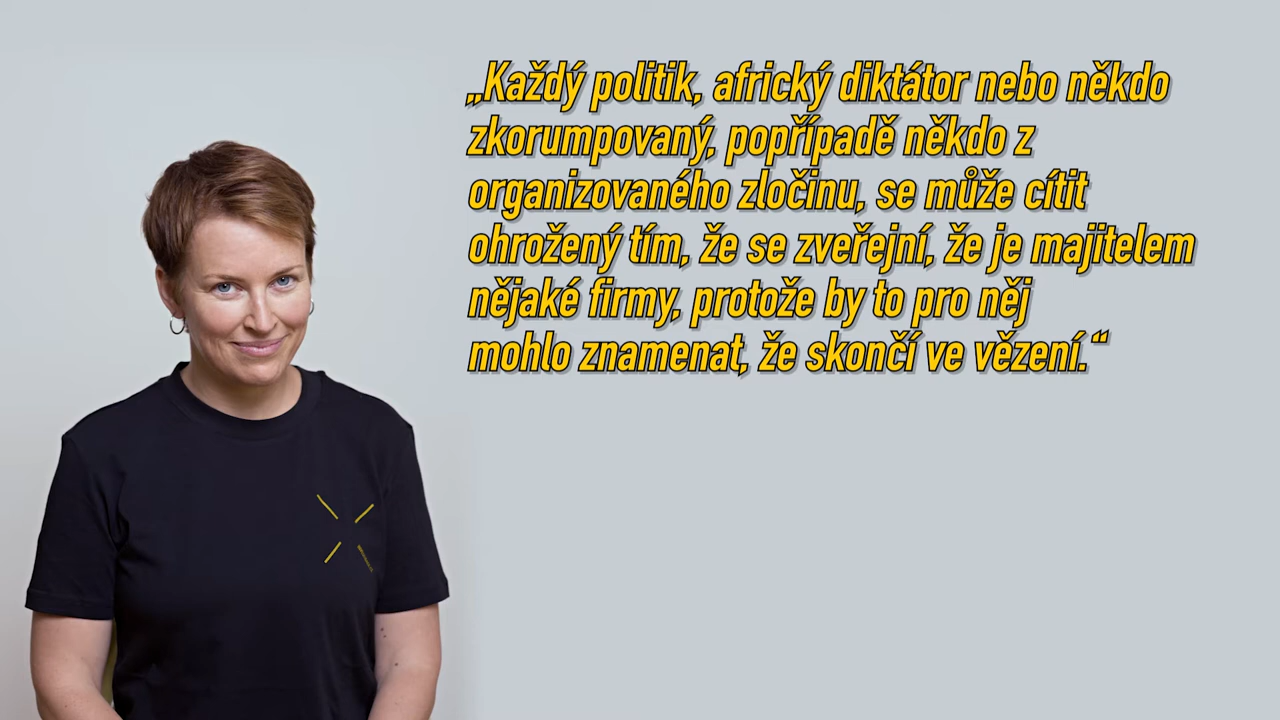 „Každý politik, africký diktátor nebo někdo
zkorumpovaný, popřípadě někdo z
organizovaného zločinu, se může cítit
ohrožený tím, že se zveřejní, že je majitelem
nějaké firmy, protože by to pro něj
mohlo znamenat, že skončí ve vězení.“